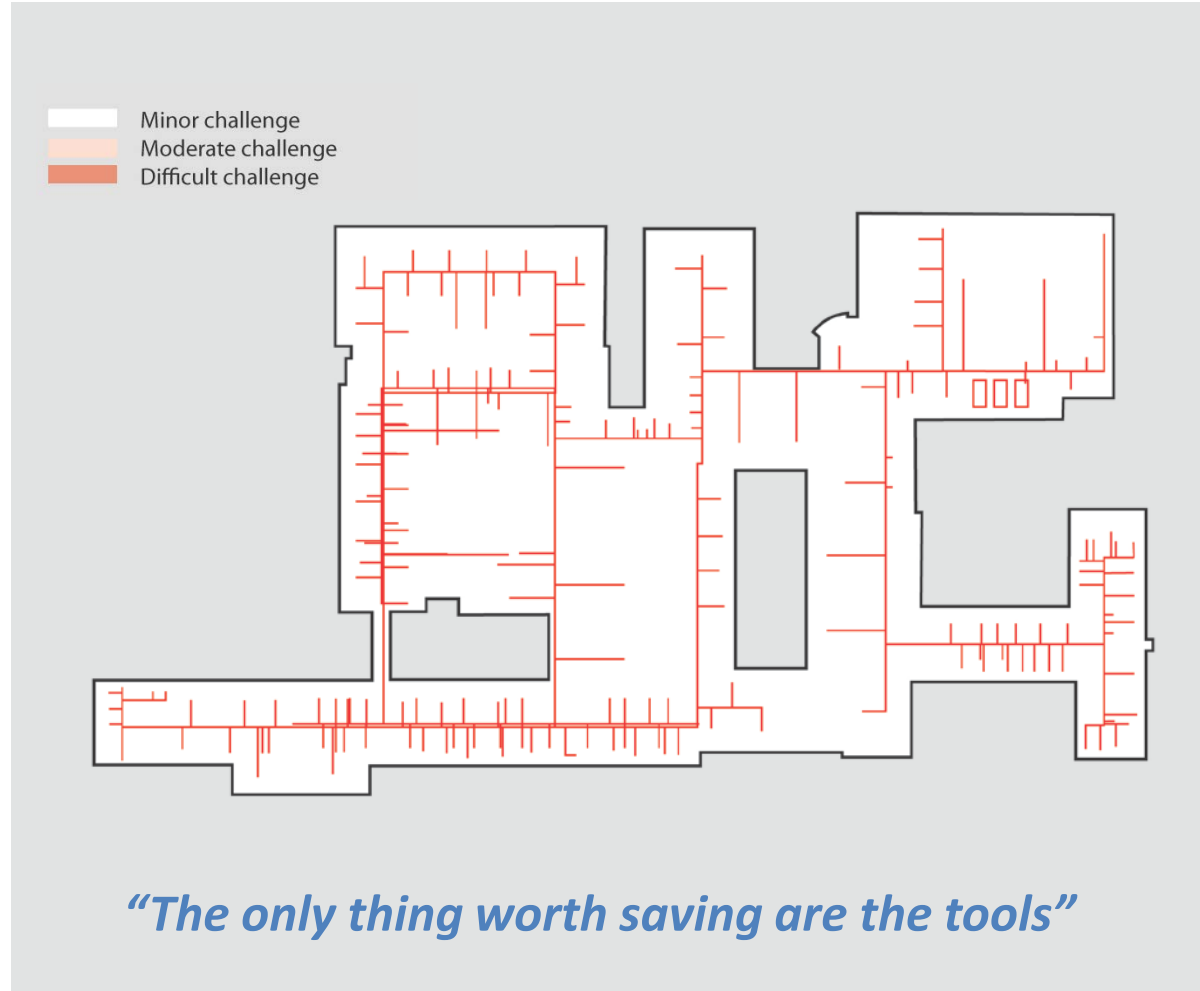 Minor challenge
Moderate challenge
Difficult challenge
“The only thing worth saving are the tools”